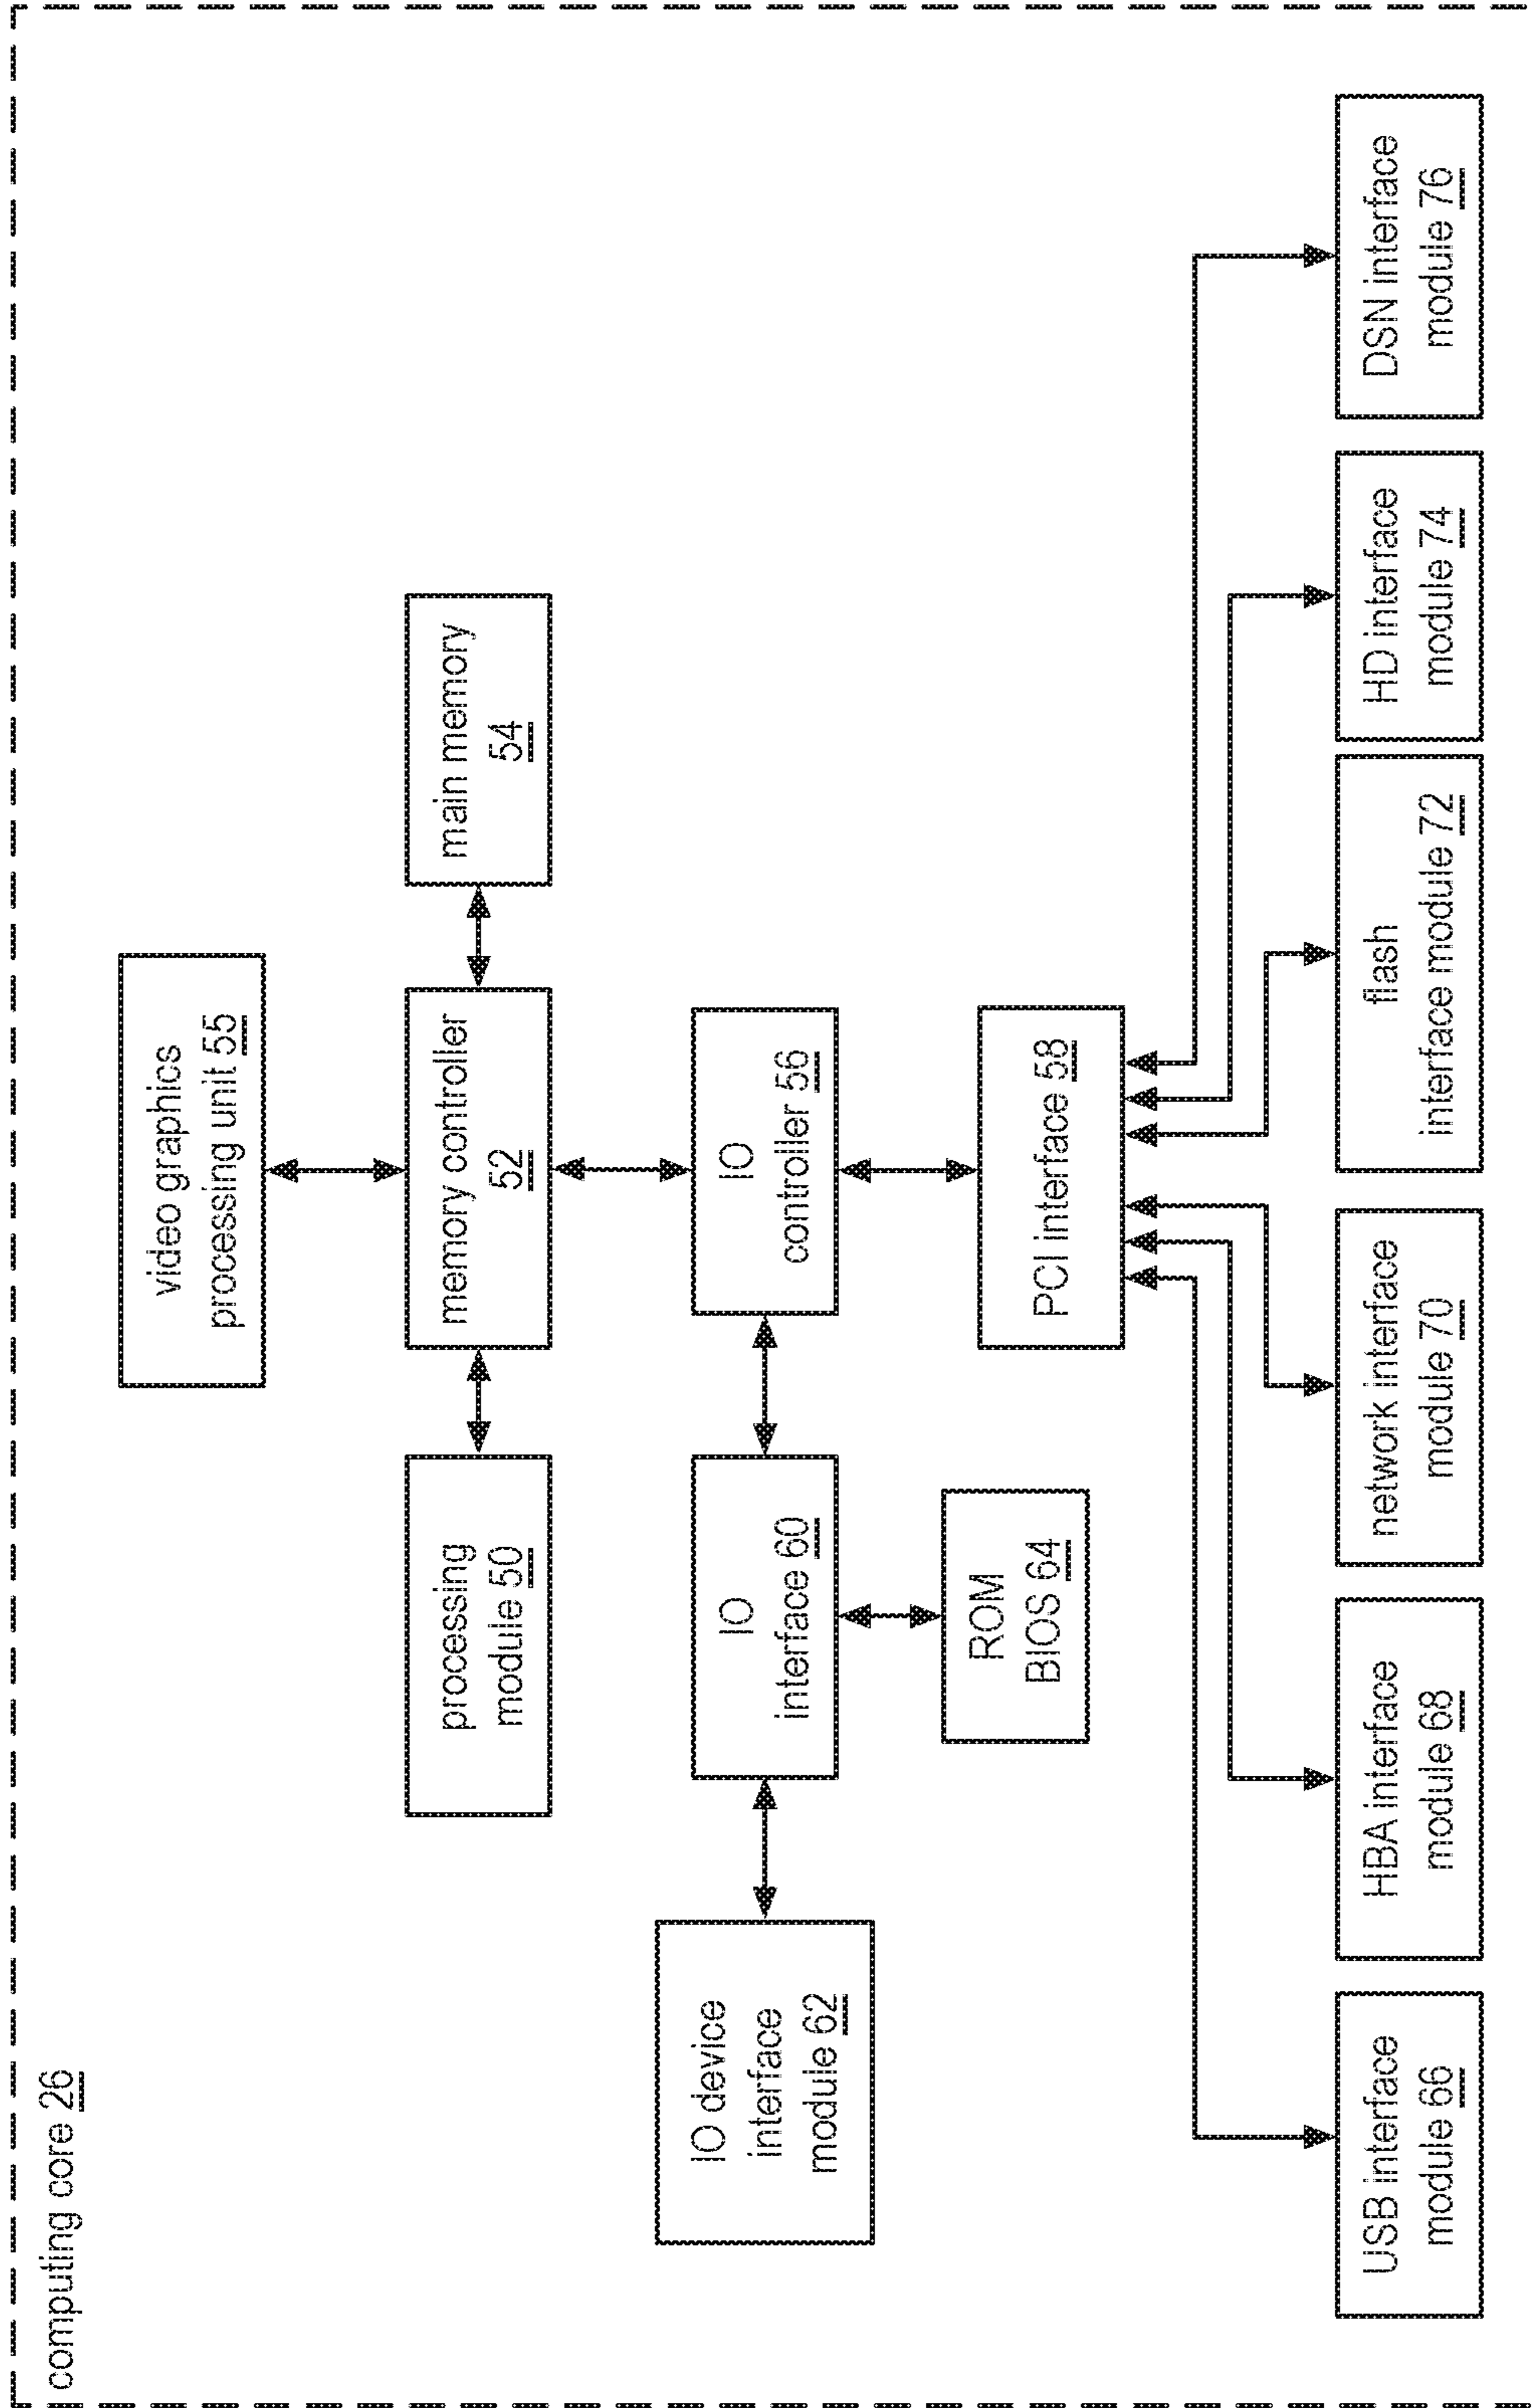 computing core 26
video graphics
processing unit 55
processing
module 50
memory controller
52
main memory
54
IO device
interface
module 62
IO
interface 60
IO
controller 56
ROM
BIOS 64
PCI interface 58
USB interface
module 66
HBA interface
module 68
network interface
module 70
flash
interface module 72
HD interface
module 74
DSN interface
module 76